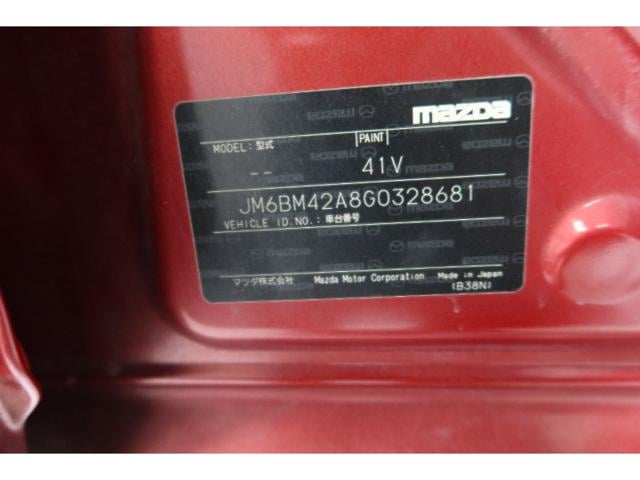 mazda
MODEL:型式 PAINT
-- 41V
JM6BM42A8G0328681
VEHICLE ID.NO.:車台番号
マツダ株式会社 Mazda Motor Corporation Made in Japan
(B38N)